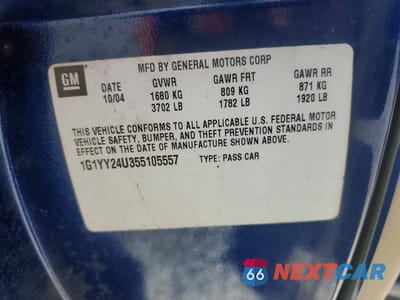 MFD BY GENERAL MOTORS CORP
GM
DATE GVWR GAWR FRT GAWR RR
10/04 1680 KG 809 KG 871 KG
3702 LB 1782 LB 1920 LB
THIS VEHICLE CONFORMS TO ALL APPLICABLE U.S. FEDERAL MOTOR
VEHICLE SAFETY, BUMPER, AND THEFT PREVENTION STANDARDS IN
EFFECT ON THE DATE OF MANUFACTURE SHOWN ABOVE.
1G1YY24U355105557 TYPE: PASS CAR
66 NEXTCAR